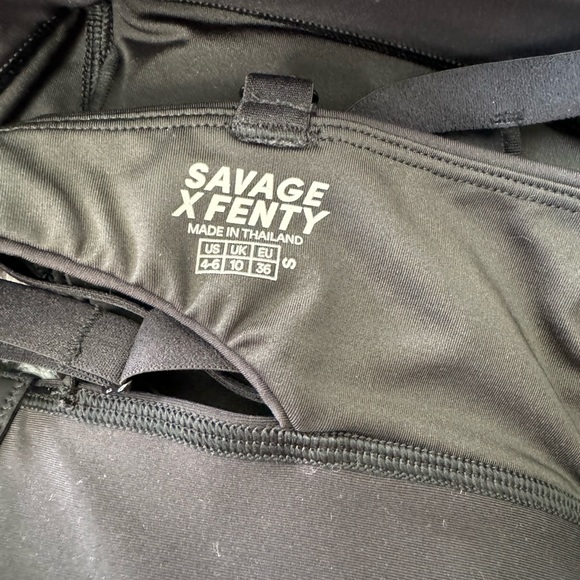 SAVAGE
X FENTY
MADE IN THAILAND
US UK EU
4-6 10 36 S